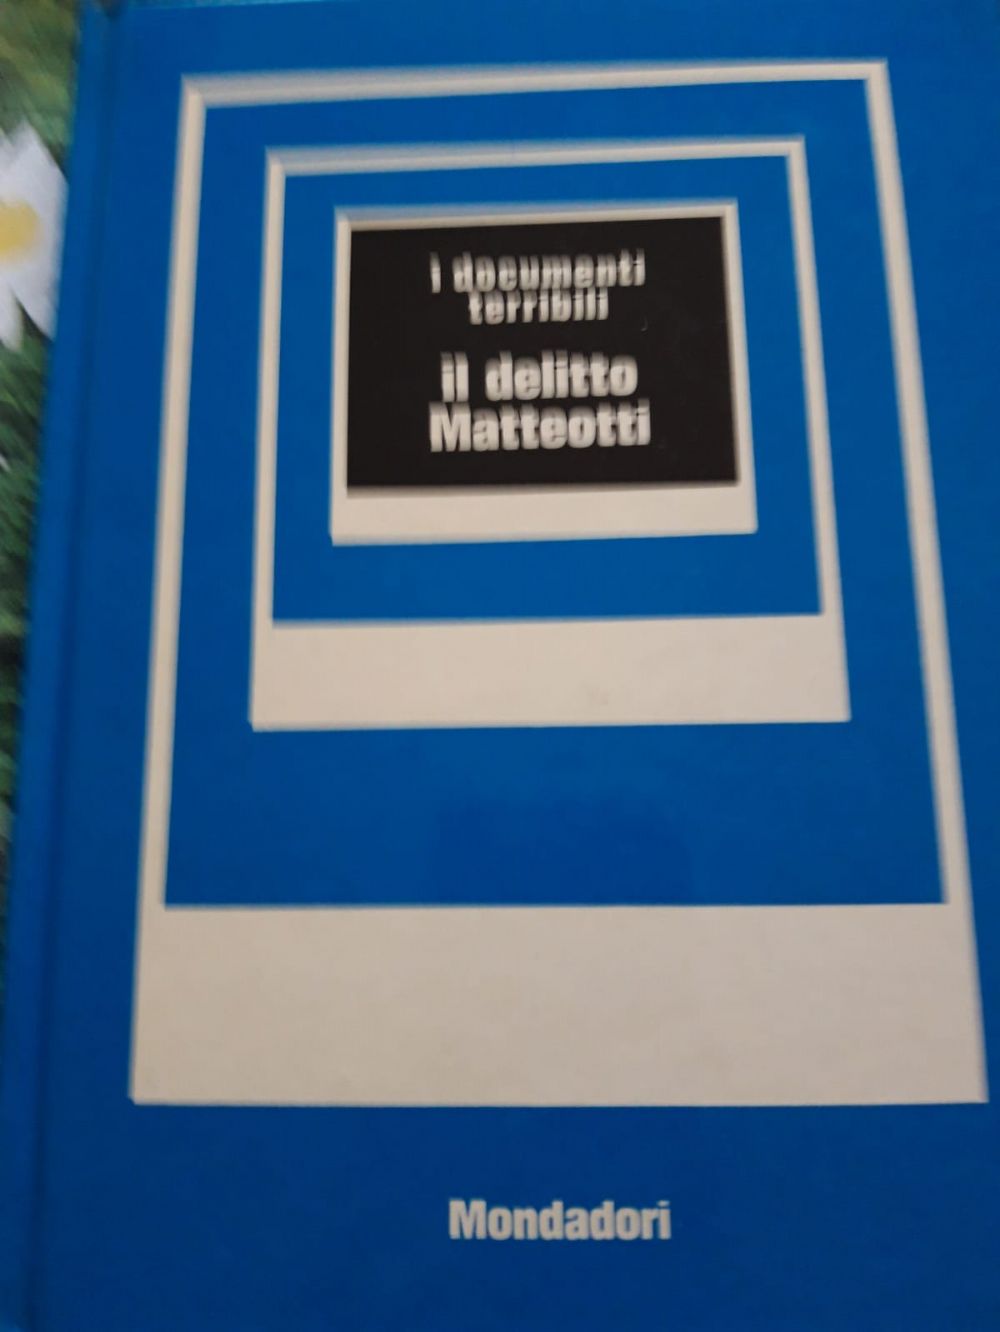 i documenti
terribili
il delitto
Matteotti
Mondadori